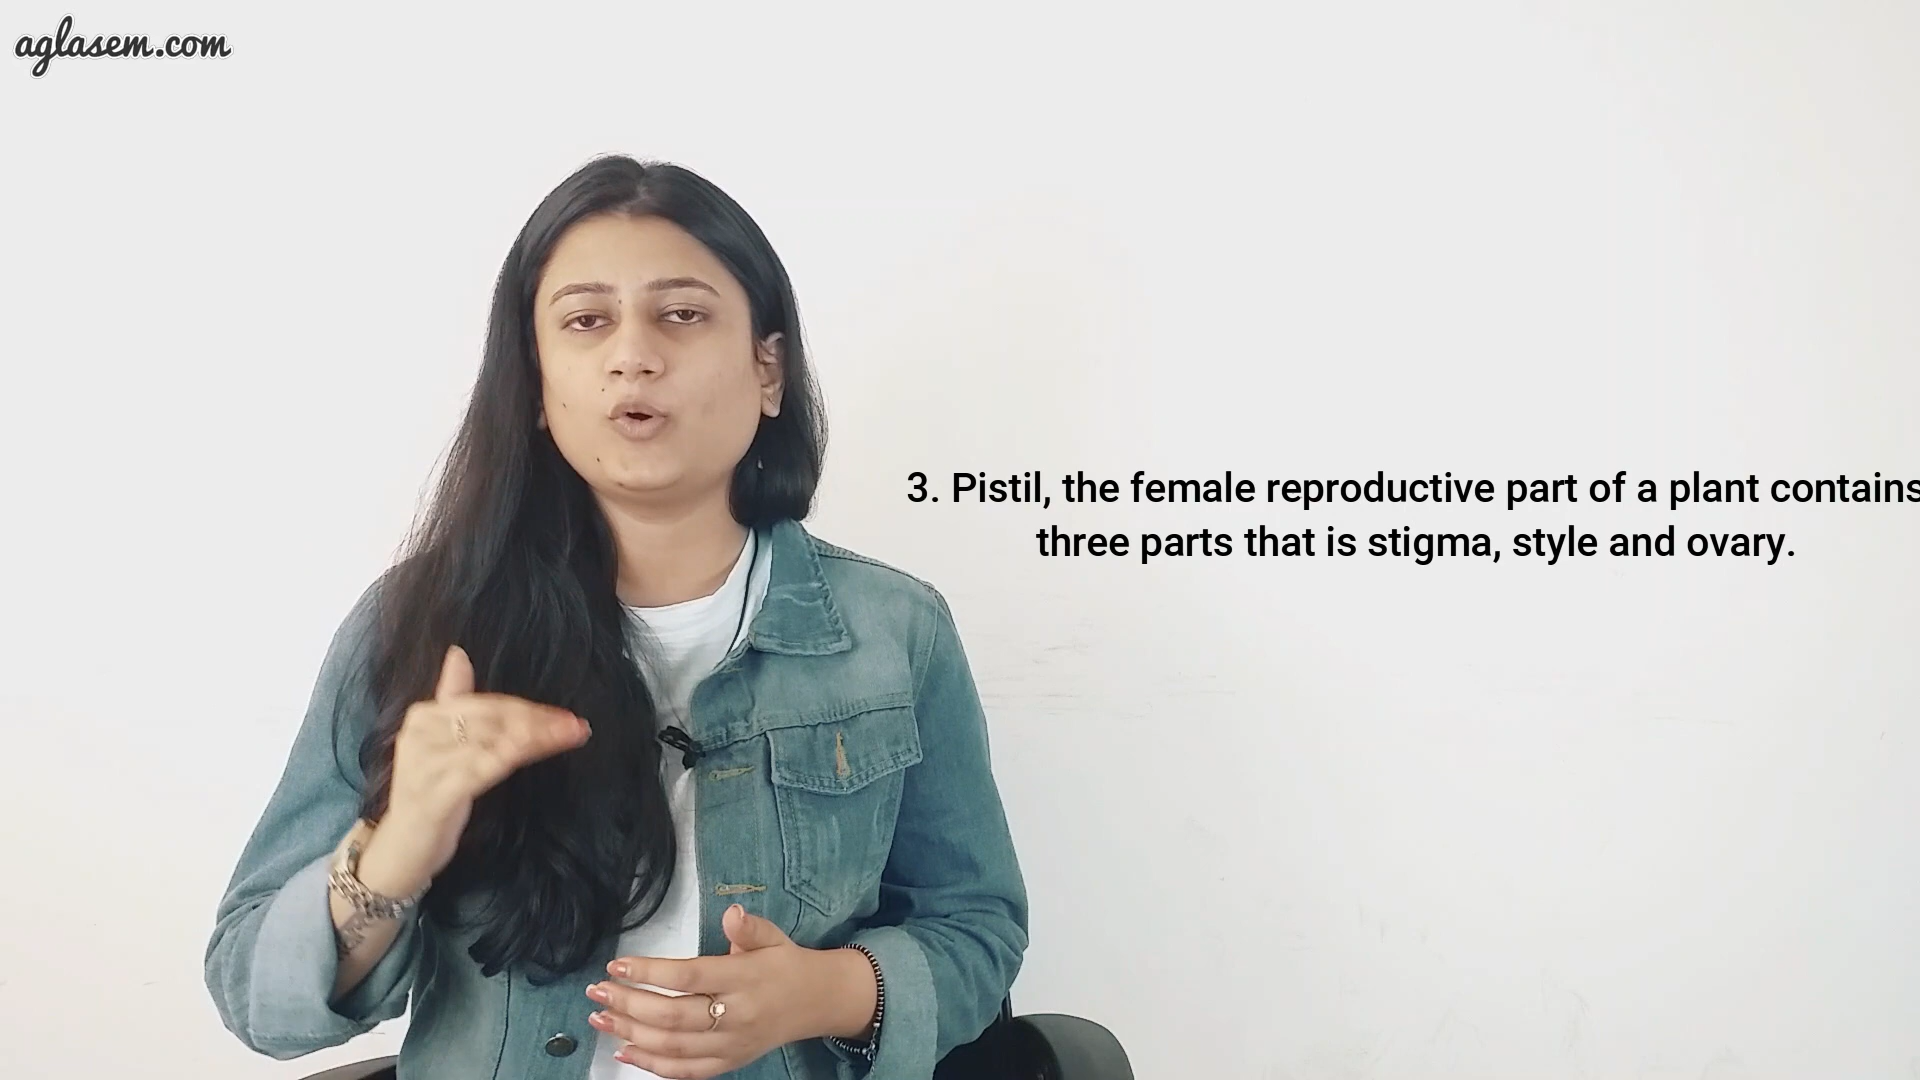 aglasem.com
3. Pistil, the female reproductive part of a plant contains
three parts that is stigma, style and ovary.